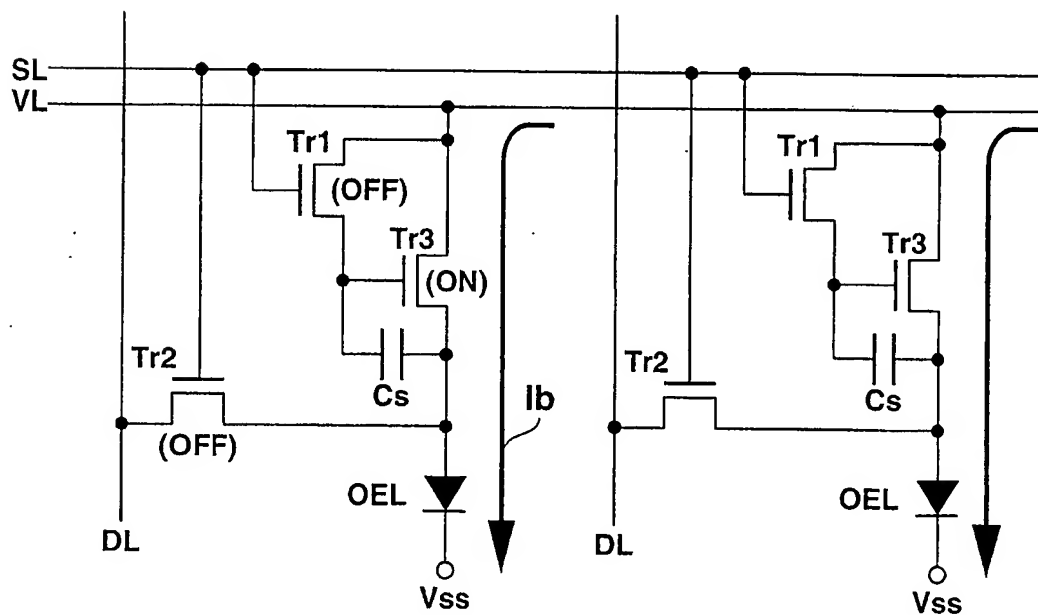 SL
VL
Tr1
(OFF)
Tr3
(ON)
Tr2
(OFF)
Cs
Ib
OEL
DL
Vss
Tr1
Tr3
Tr2
Cs
OEL
DL
Vss